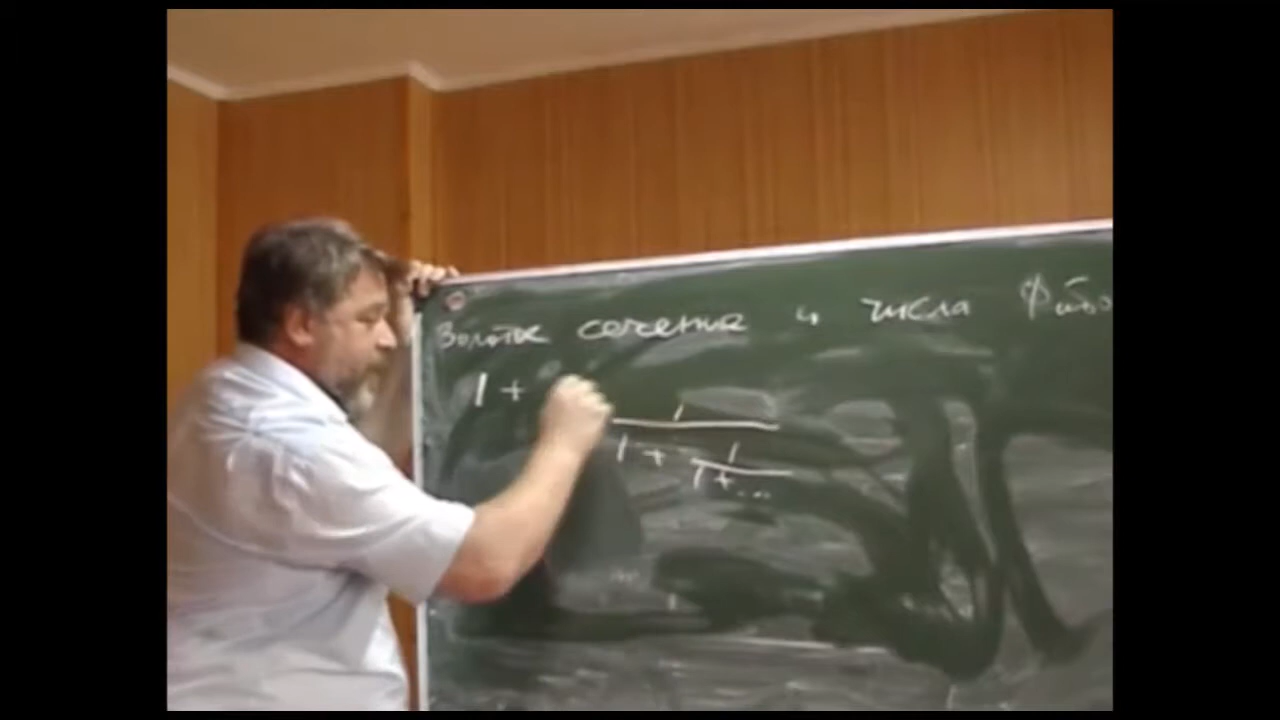 Золотое сечение и числа Фибо
1 +
1
1 + 1
1 + ...